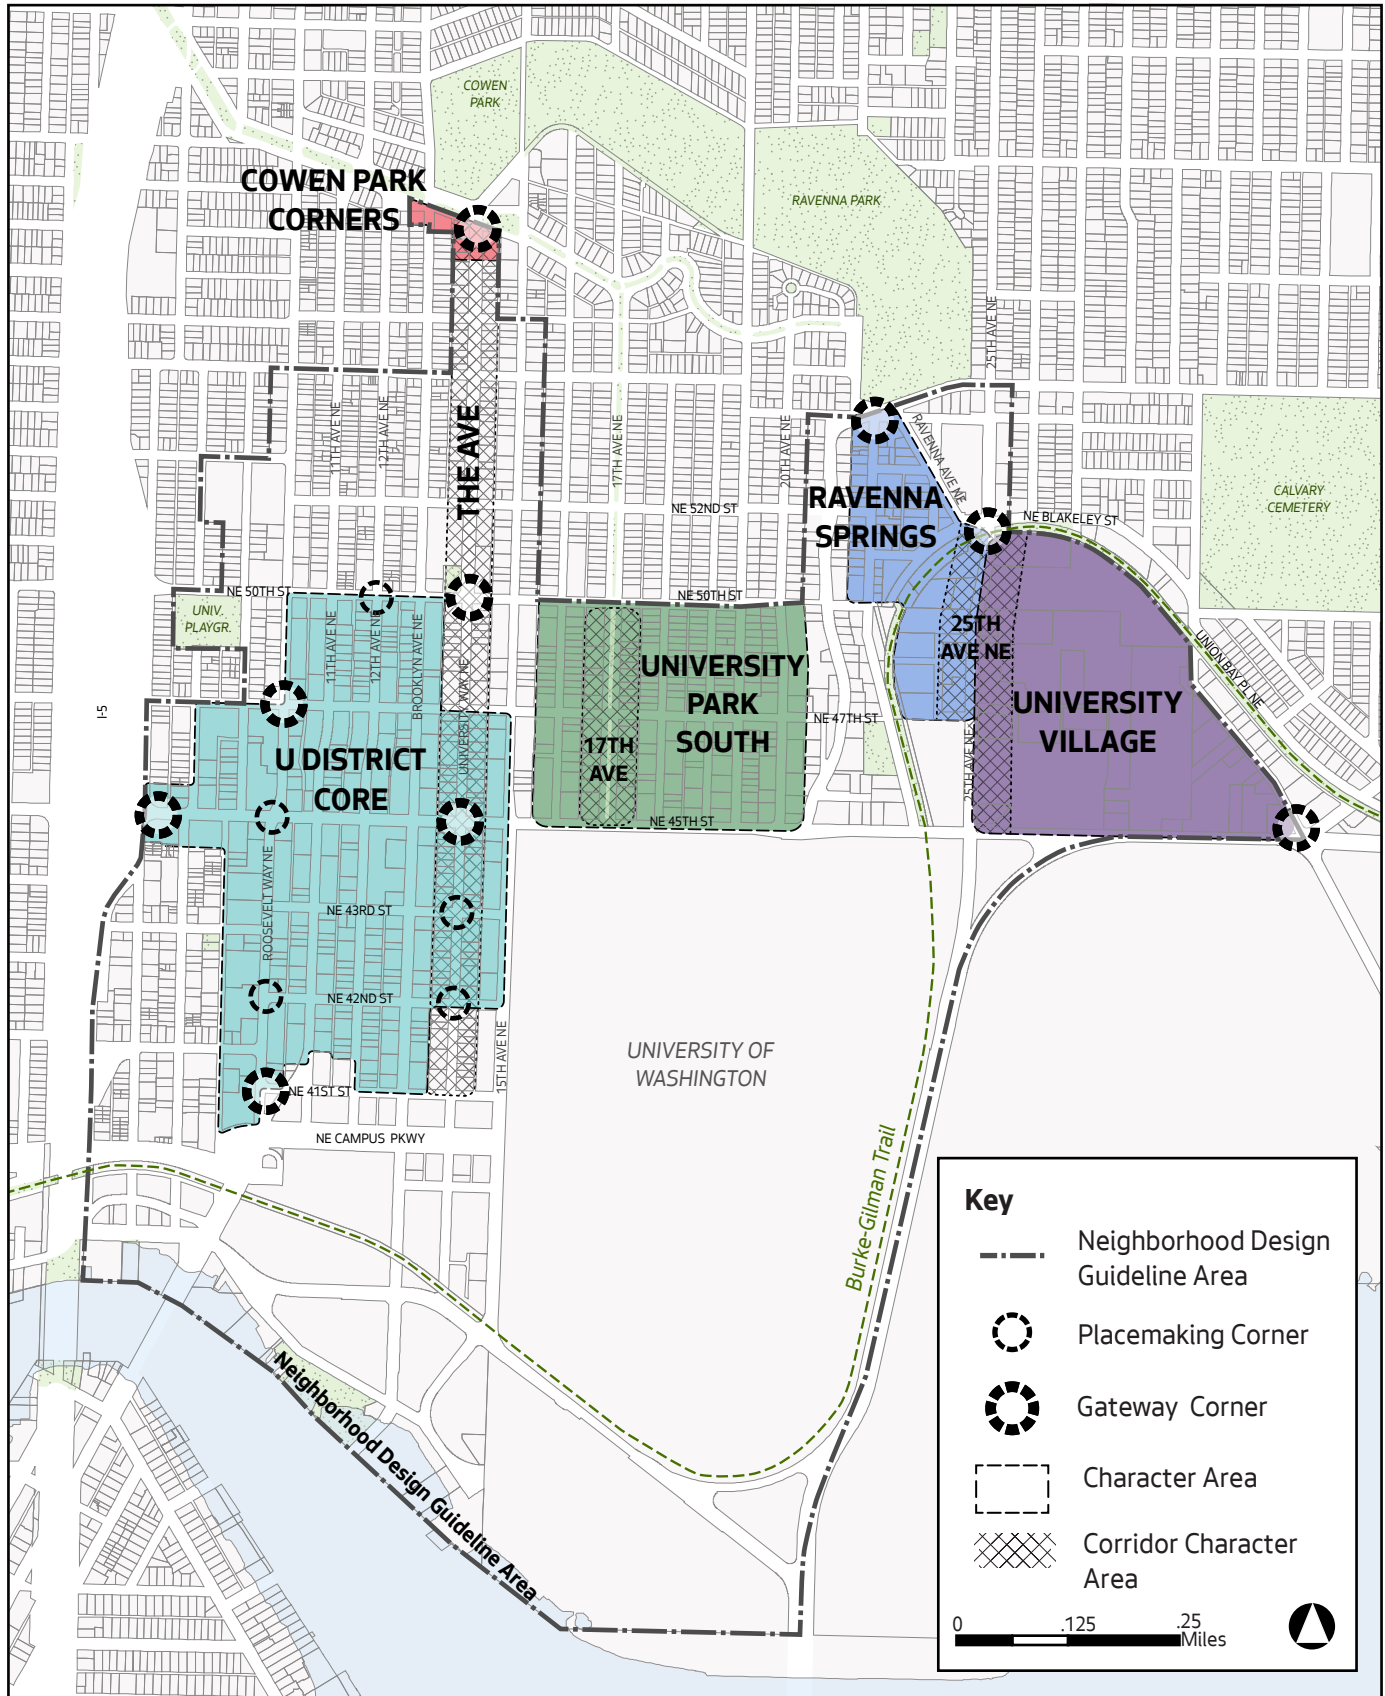 COWEN
PARK
COWEN PARK
CORNERS
RAVENNA PARK
25TH AVE NE
THE AVE
11TH AVE NE
12TH AVE NE
17TH AVE NE
20TH AVE NE
RAVENNA AVE NE
RAVENNA
SPRINGS
NE 52ND ST
NE BLAKELEY ST
CALVARY
CEMETERY
NE 50TH ST
NE 50TH ST
UNIV.
PLAYGR.
11TH AVE NE
12TH AVE NE
BROOKLYN AVE NE
UNIVERSITY WAY NE
25TH
AVE NE
UNION BAY PL NE
UNIVERSITY
PARK
SOUTH
UNIVERSITY
VILLAGE
I-5
NE 47TH ST
17TH
AVE
U DISTRICT
CORE
25TH AVE NE
NE 45TH ST
ROOSEVELT WAY NE
NE 43RD ST
NE 42ND ST
15TH AVE NE
UNIVERSITY OF
WASHINGTON
NE 41ST ST
NE CAMPUS PKWY
Burke-Gilman Trail
Neighborhood Design Guideline Area
Key
Neighborhood Design
Guideline Area
Placemaking Corner
Gateway Corner
Character Area
Corridor Character
Area
0 .125 .25
Miles